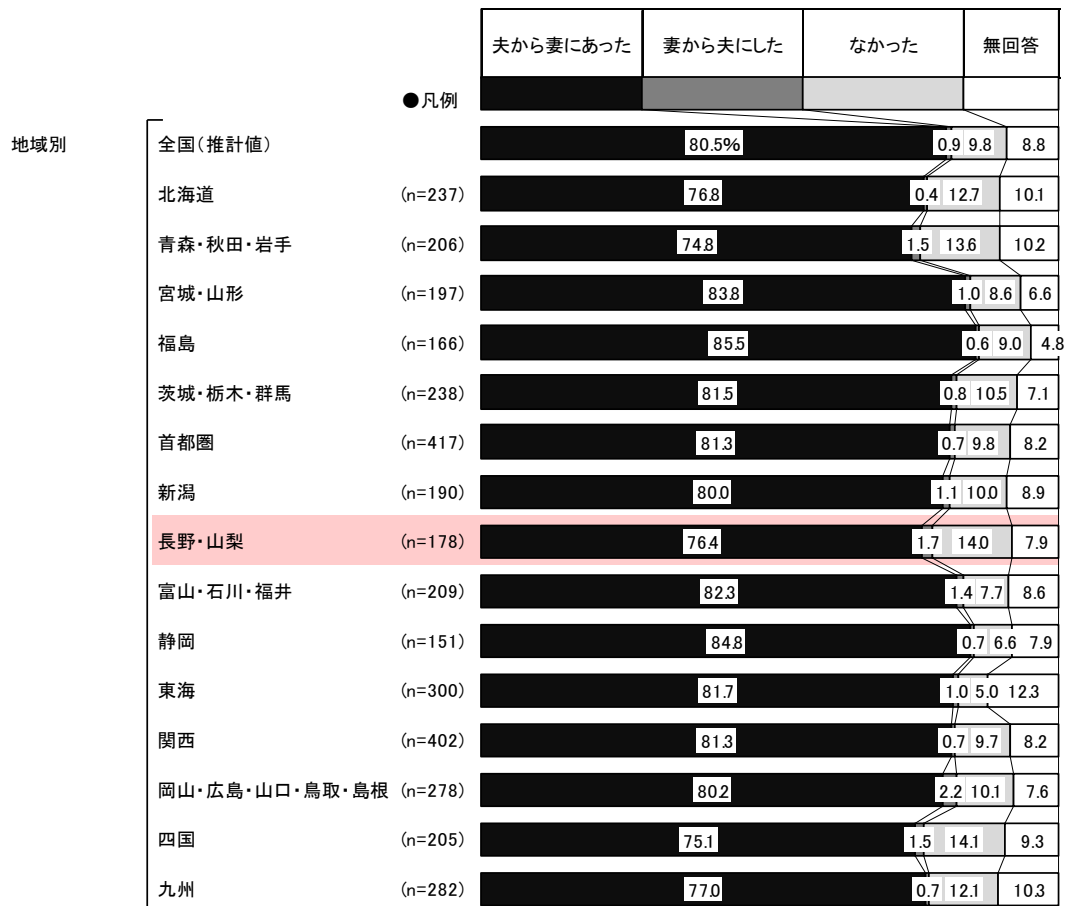 夫から妻にあった 妻から夫にした なかった 無回答
●凡例
地域別 全国(推計値) 80.5% 0.9 9.8 8.8
北海道 (n=237) 76.8 0.4 12.7 10.1
青森・秋田・岩手 (n=206) 74.8 1.5 13.6 10.2
宮城・山形 (n=197) 83.8 1.0 8.6 6.6
福島 (n=166) 85.5 0.6 9.0 4.8
茨城・栃木・群馬 (n=238) 81.5 0.8 10.5 7.1
首都圏 (n=417) 81.3 0.7 9.8 8.2
新潟 (n=190) 80.0 1.1 10.0 8.9
長野・山梨 (n=178) 76.4 1.7 14.0 7.9
富山・石川・福井 (n=209) 82.3 1.4 7.7 8.6
静岡 (n=151) 84.8 0.7 6.6 7.9
東海 (n=300) 81.7 1.0 5.0 12.3
関西 (n=402) 81.3 0.7 9.7 8.2
岡山・広島・山口・鳥取・島根 (n=278) 80.2 2.2 10.1 7.6
四国 (n=205) 75.1 1.5 14.1 9.3
九州 (n=282) 77.0 0.7 12.1 10.3